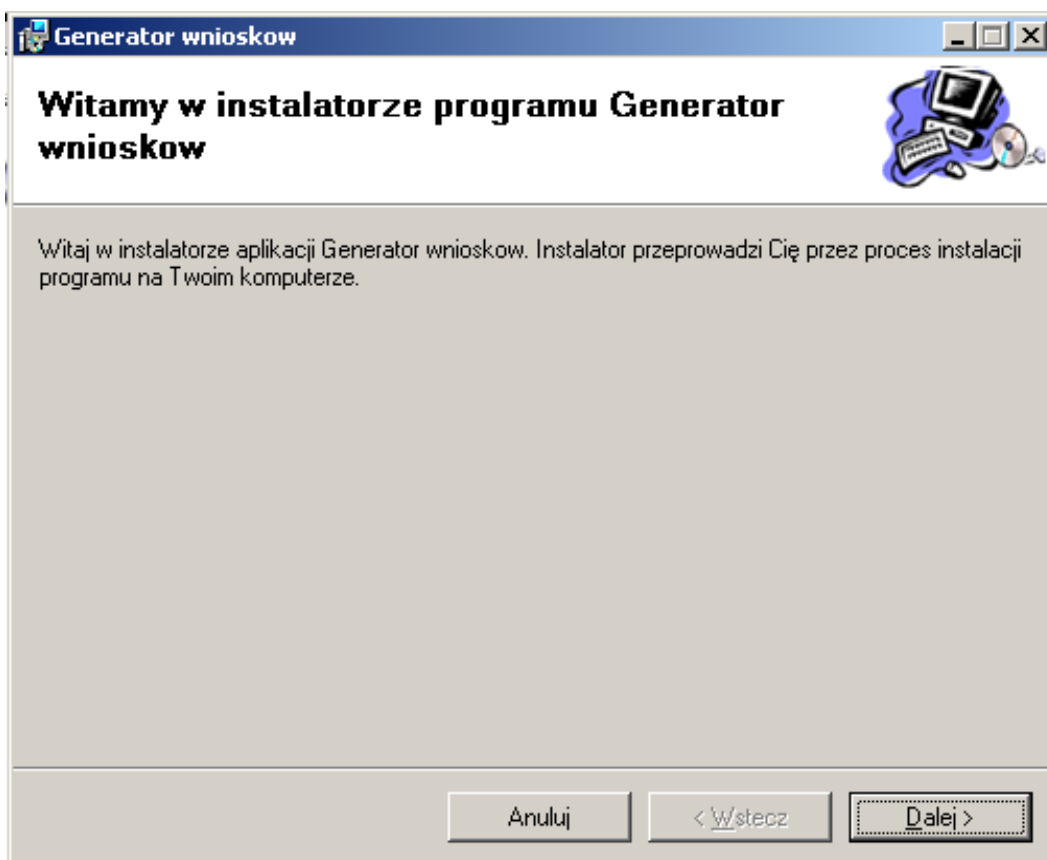 Generator wnioskow
Witamy w instalatorze programu Generator
wnioskow
Witaj w instalatorze aplikacji Generator wnioskow. Instalator przeprowadzi Cię przez proces instalacji
programu na Twoim komputerze.
Anuluj
< Wstecz
Dalej >